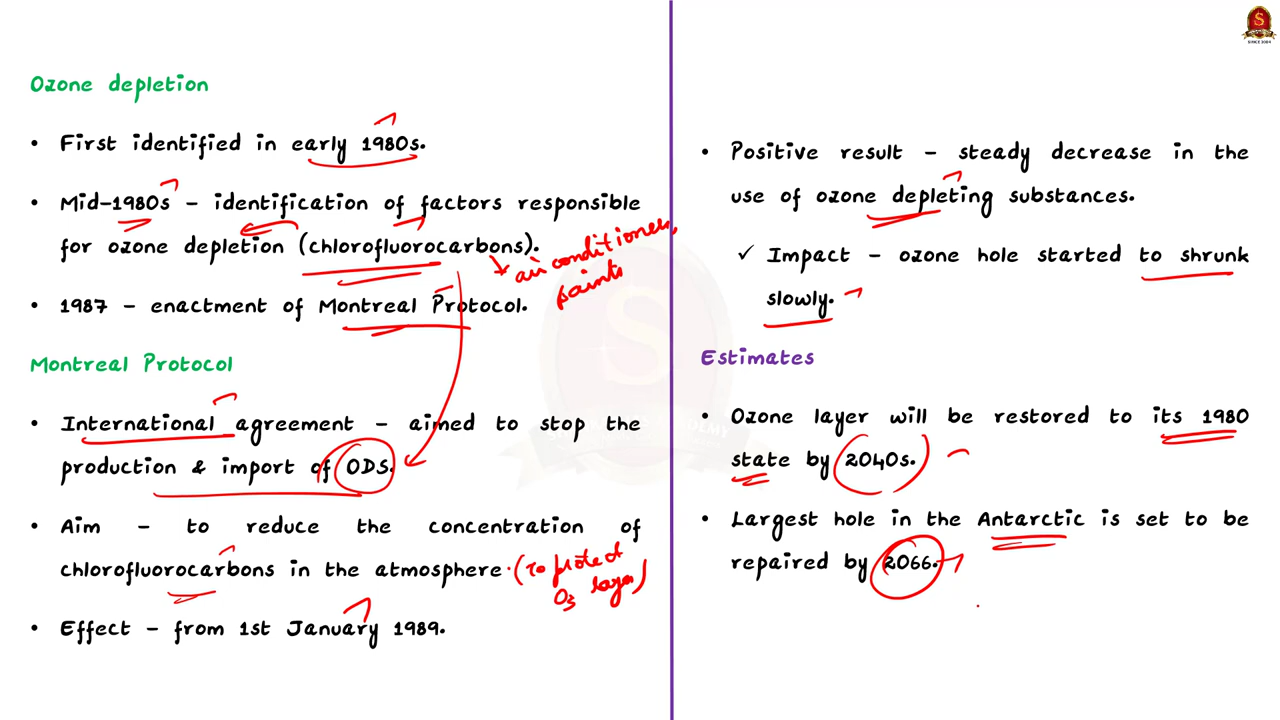 Ozone depletion
• First identified in early 1980s.
• Mid-1980s - identification of factors responsible
for ozone depletion (chlorofluorocarbons).
air conditioners,
paints
• 1987 - enactment of Montreal Protocol.
Montreal Protocol
• International agreement - aimed to stop the
production & import of ODS.
• Aim - to reduce the concentration of
chlorofluorocarbons in the atmosphere. (To protect
O3 layer)
• Effect - from 1st January 1989.
• Positive result - steady decrease in the
use of ozone depleting substances.
✓ Impact - ozone hole started to shrunk
slowly.
Estimates
• Ozone layer will be restored to its 1980
state by 2040s.
• Largest hole in the Antarctic is set to be
repaired by 2066.
S
SINCE 2004